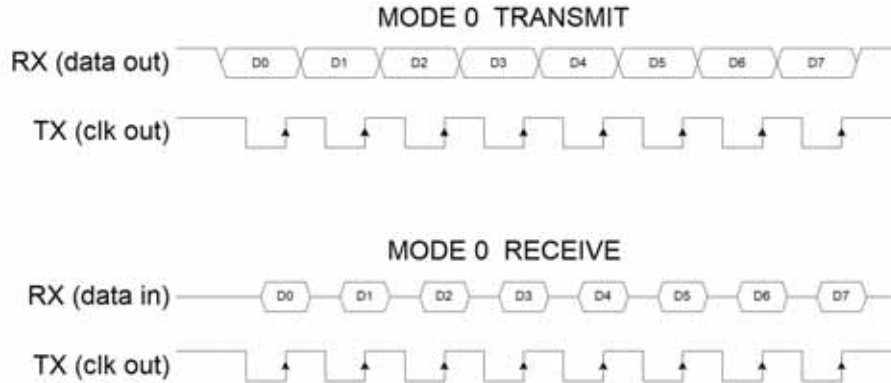 MODE 0 TRANSMIT
RX (data out) D0 D1 D2 D3 D4 D5 D6 D7
TX (clk out)
MODE 0 RECEIVE
RX (data in) D0 D1 D2 D3 D4 D5 D6 D7
TX (clk out)